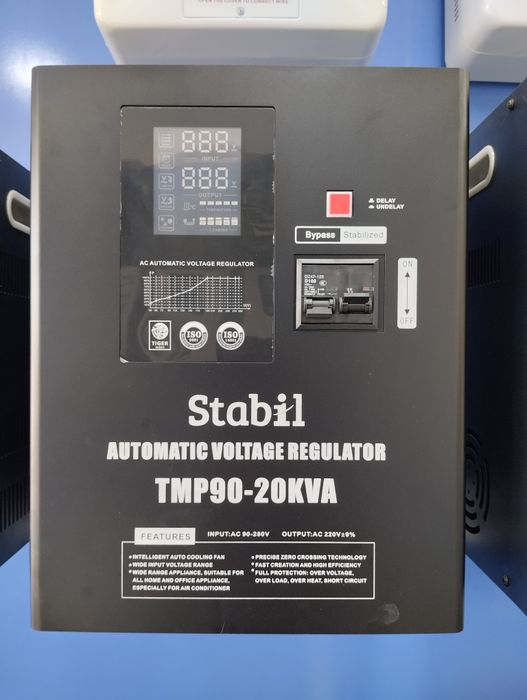 OPEN THE COVER TO CONNECT WIRE
888 V
INPUT
888 V
OUTPUT
°C
AC AUTOMATIC VOLTAGE REGULATOR
TIGER
ISO
9001
ISO
14001
DELAY
UNDELAY
Bypass Stabilized
ON
OFF
Stabil
AUTOMATIC VOLTAGE REGULATOR
TMP90-20KVA
FEATURES INPUT:AC 90-280V OUTPUT:AC 220V±9%
INTELLIGENT AUTO COOLING FAN
WIDE INPUT VOLTAGE RANGE
WIDE RANGE APPLIANCE, SUITABLE FOR
ALL HOME AND OFFICE APPLIANCE,
ESPECIALLY FOR AIR CONDITIONER
PRECISE ZERO CROSSING TECHNOLOGY
FAST CREATION AND HIGH EFFICIENCY
FULL PROTECTION: OVER VOLTAGE,
OVER LOAD, OVER HEAT, SHORT CIRCUIT